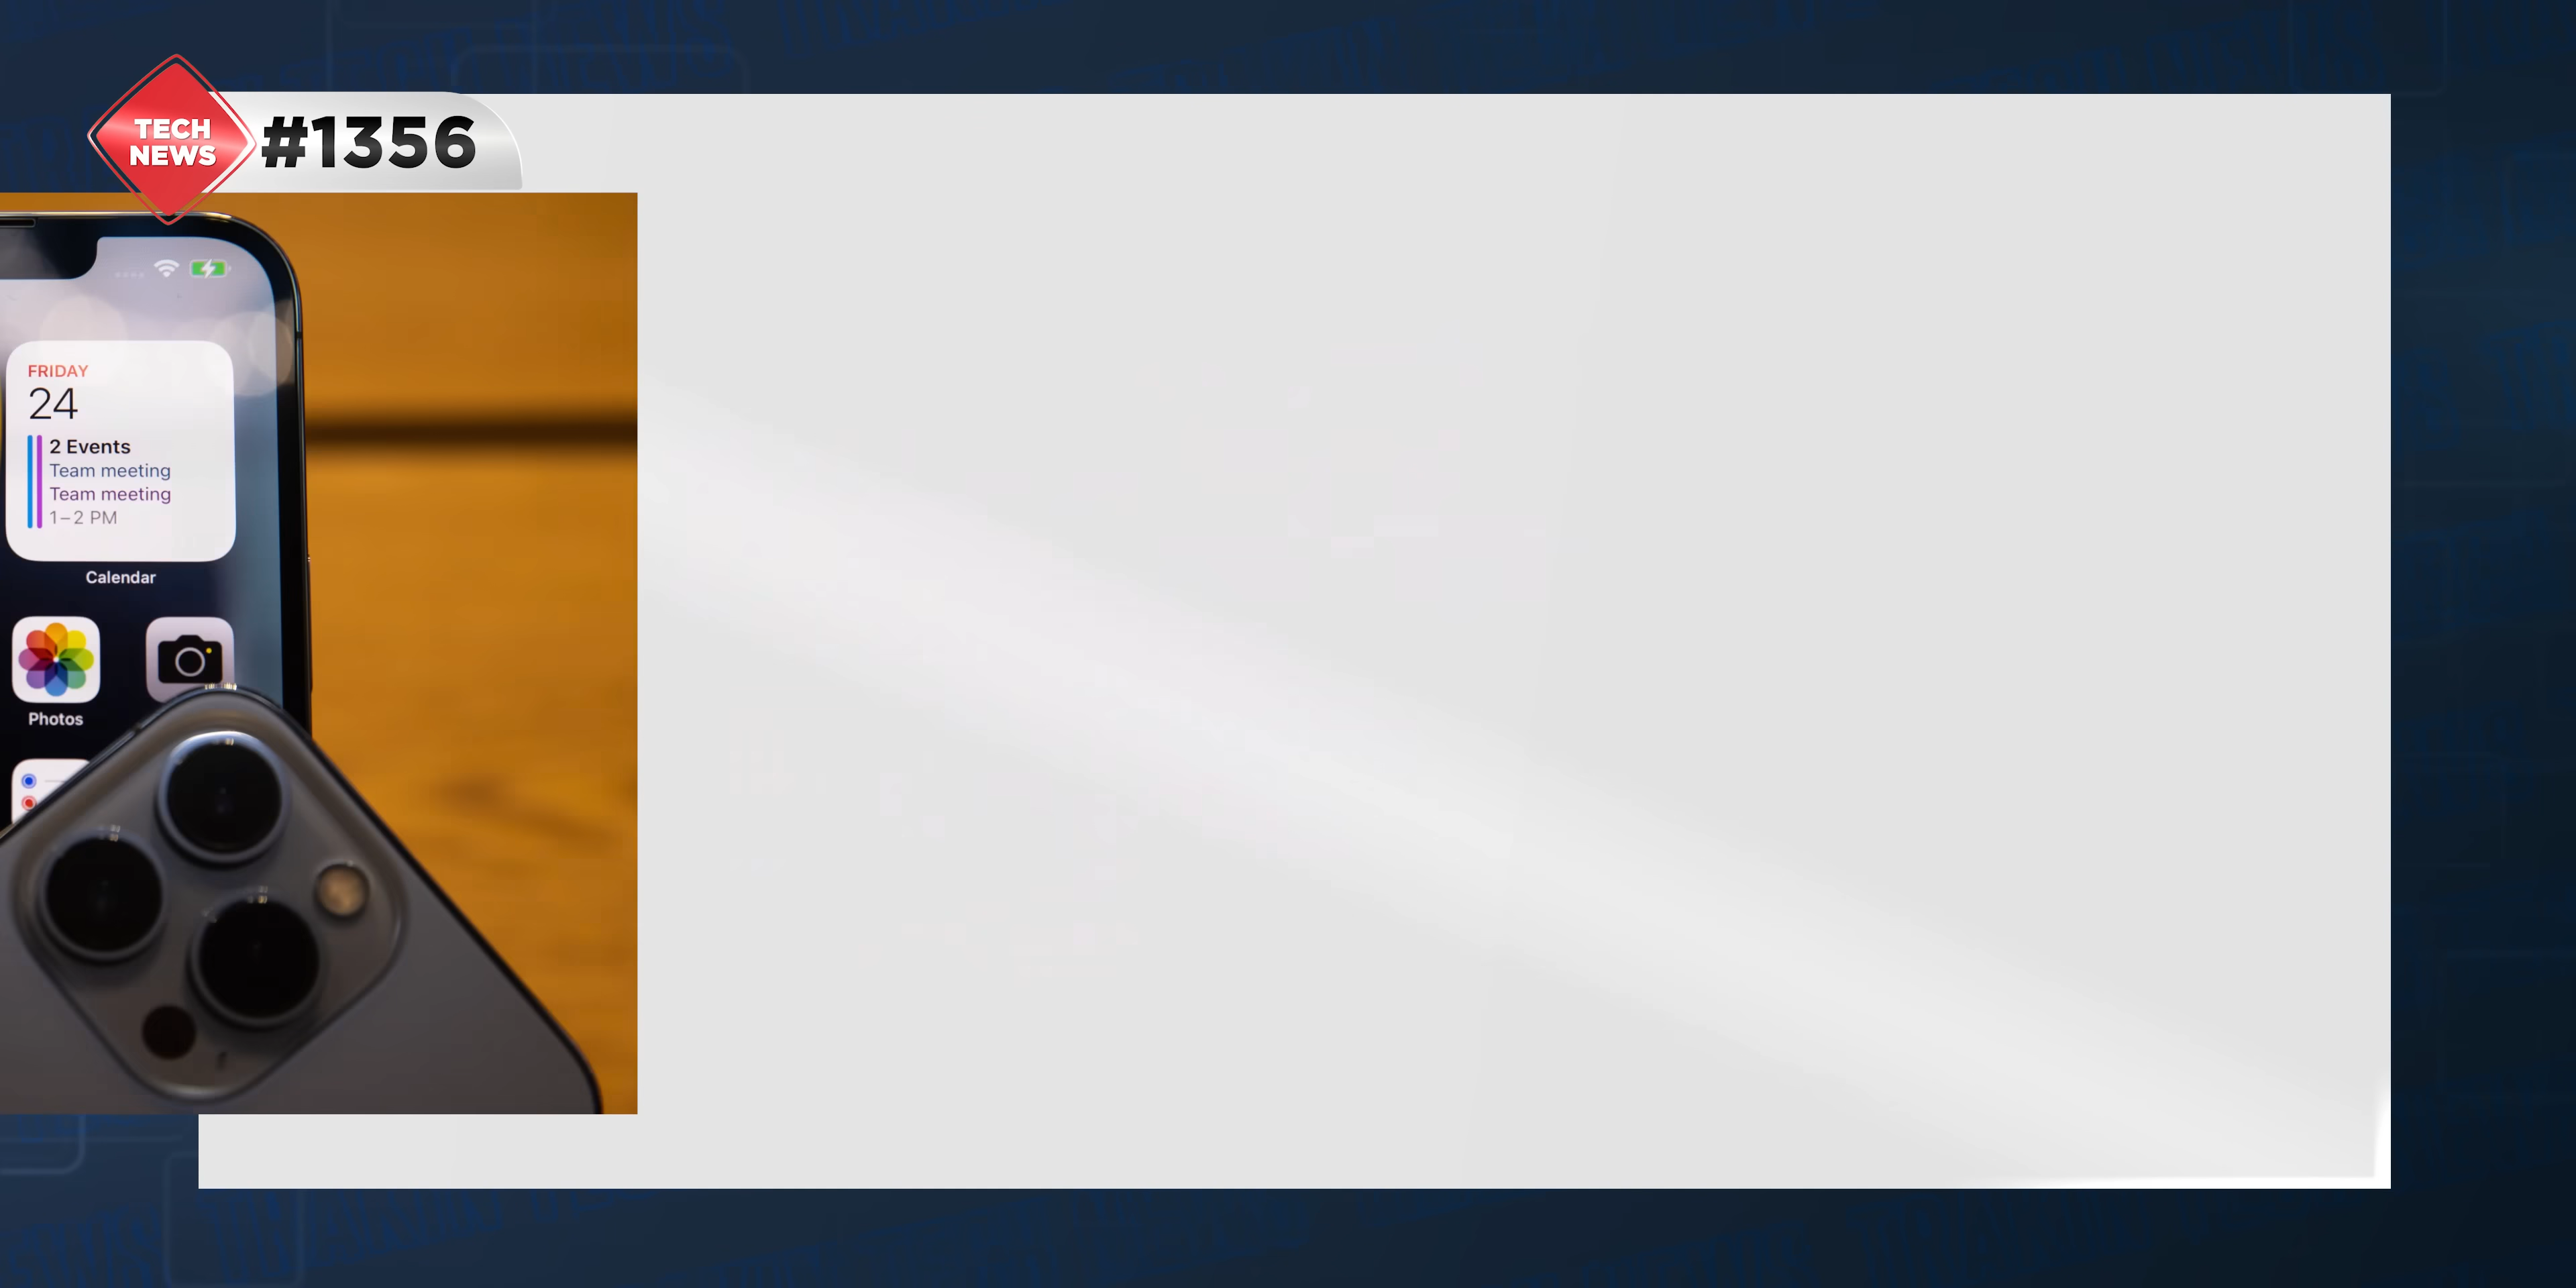 TECH
NEWS
#1356
FRIDAY
24
2 Events
Team meeting
Team meeting
1–2 PM
Calendar
Photos